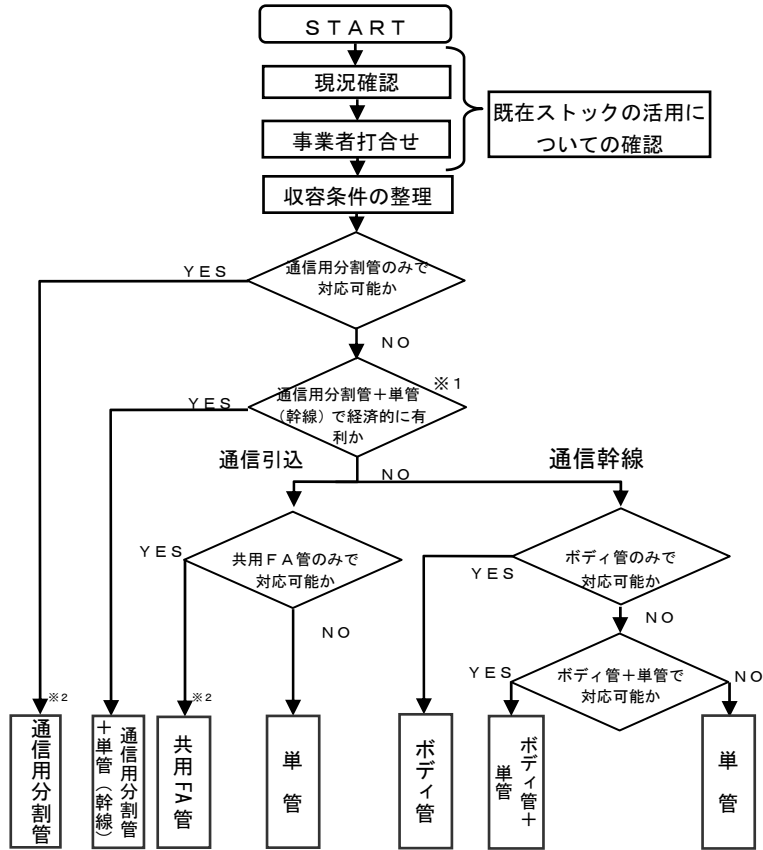 ＳＴＡＲＴ
現況確認
事業者打合せ
既存ストックの活用に
ついての確認
収容条件の整理
通信用分割管のみで
対応可能か
ＹＥＳ
ＮＯ
※１
通信用分割管＋単管
（幹線）で経済的に有
利か
ＹＥＳ
ＮＯ
通信引込
通信幹線
共用ＦＡ管のみで
対応可能か
ＹＥＳ
ＮＯ
ボディ管のみで
対応可能か
ＹＥＳ
ＮＯ
ボディ管＋単管で
対応可能か
ＹＥＳ
ＮＯ
※2
通信用分割管
通信用分割管
＋単管（幹線）
※2
共用FA管
単管
ボディ管
ボディ管＋
単管
単管